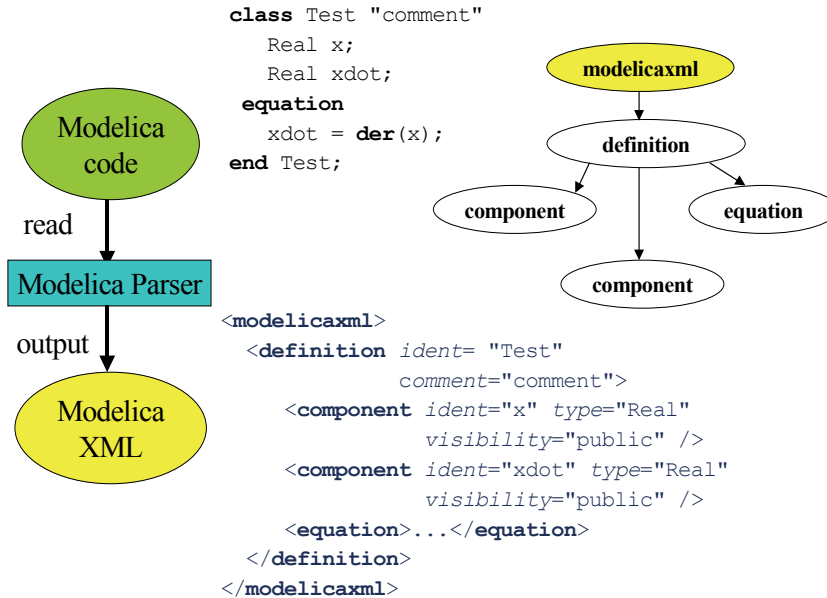 class Test "comment"
Real x;
Real xdot;
equation
xdot = der(x);
end Test;
Modelica
code
read
Modelica Parser
output
Modelica
XML
modelicaxml
definition
component
equation
component
<modelicaxml>
<definition ident= "Test"
comment="comment">
<component ident="x" type="Real"
visibility="public" />
<component ident="xdot" type="Real"
visibility="public" />
<equation>...</equation>
</definition>
</modelicaxml>